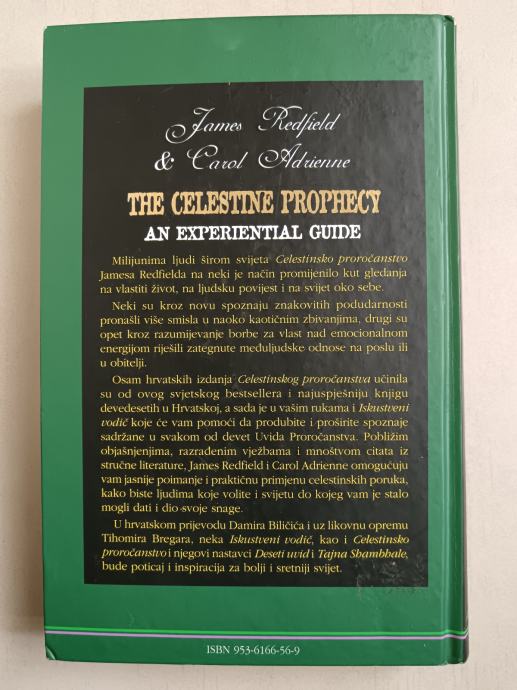 James Redfield
& Carol Adrienne
THE CELESTINE PROPHECY
AN EXPERIENTIAL GUIDE
Milijunima ljudi širom svijeta Celestinsko proročanstvo
Jamesa Redfielda na neki je način promijenilo kut gledanja
na vlastiti život, na ljudsku povijest i na svijet oko sebe.
Neki su kroz novu spoznaju znakovitih podudarnosti
pronašli više smisla u naoko kaotičnim zbivanjima, drugi su
opet kroz razumijevanje borbe za vlast nad emocionalnom
energijom riješili zategnute međuljudske odnose na poslu ili
u obitelji.
Osam hrvatskih izdanja Celestinskog proročanstva učinila
su od ovog svjetskog bestsellera i najuspješniju knjigu
devedesetih u Hrvatskoj, a sada je u vašim rukama i Iskustveni
vodič koje će vam pomoći da produbite i proširite spoznaje
sadržane u svakom od devet Uvida Proročanstva. Pobližim
objašnjenjima, razrađenim vježbama i mnoštvom citata iz
stručne literature, James Redfield i Carol Adrienne omogućuju
vam jasnije poimanje i praktičnu primjenu celestinskih poruka,
kako biste ljudima koje volite i svijetu do kojeg vam je stalo
mogli dati i dio svoje snage.
U hrvatskom prijevodu Damira Biličića i uz likovnu opremu
Tihomira Bregara, neka Iskustveni vodič, kao i Celestinsko
proročanstvo i njegovi nastavci Deseti uvid i Tajna Shambhale,
bude poticaj i inspiracija za bolji i sretniji svijet.
ISBN 953-6166-56-9